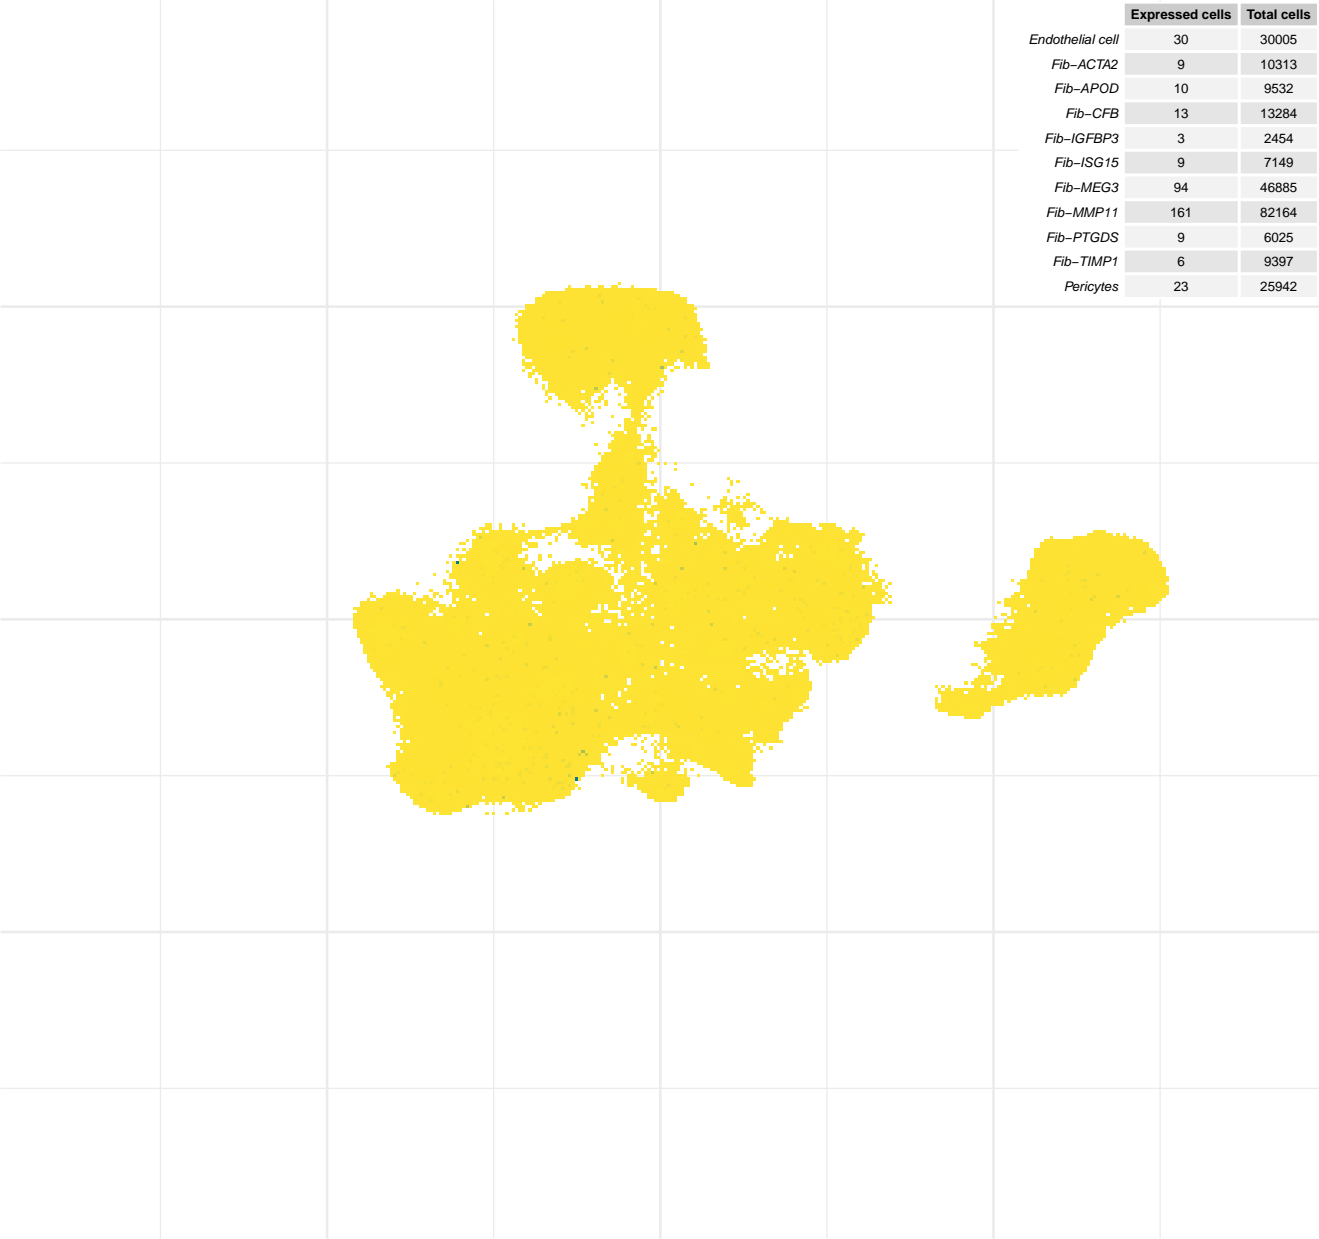 Expressed cells Total cells
Endothelial cell 30 30005
Fib−ACTA2 9 10313
Fib−APOD 10 9532
Fib−CFB 13 13284
Fib−IGFBP3 3 2454
Fib−ISG15 9 7149
Fib−MEG3 94 46885
Fib−MMP11 161 82164
Fib−PTGDS 9 6025
Fib−TIMP1 6 9397
Pericytes 23 25942